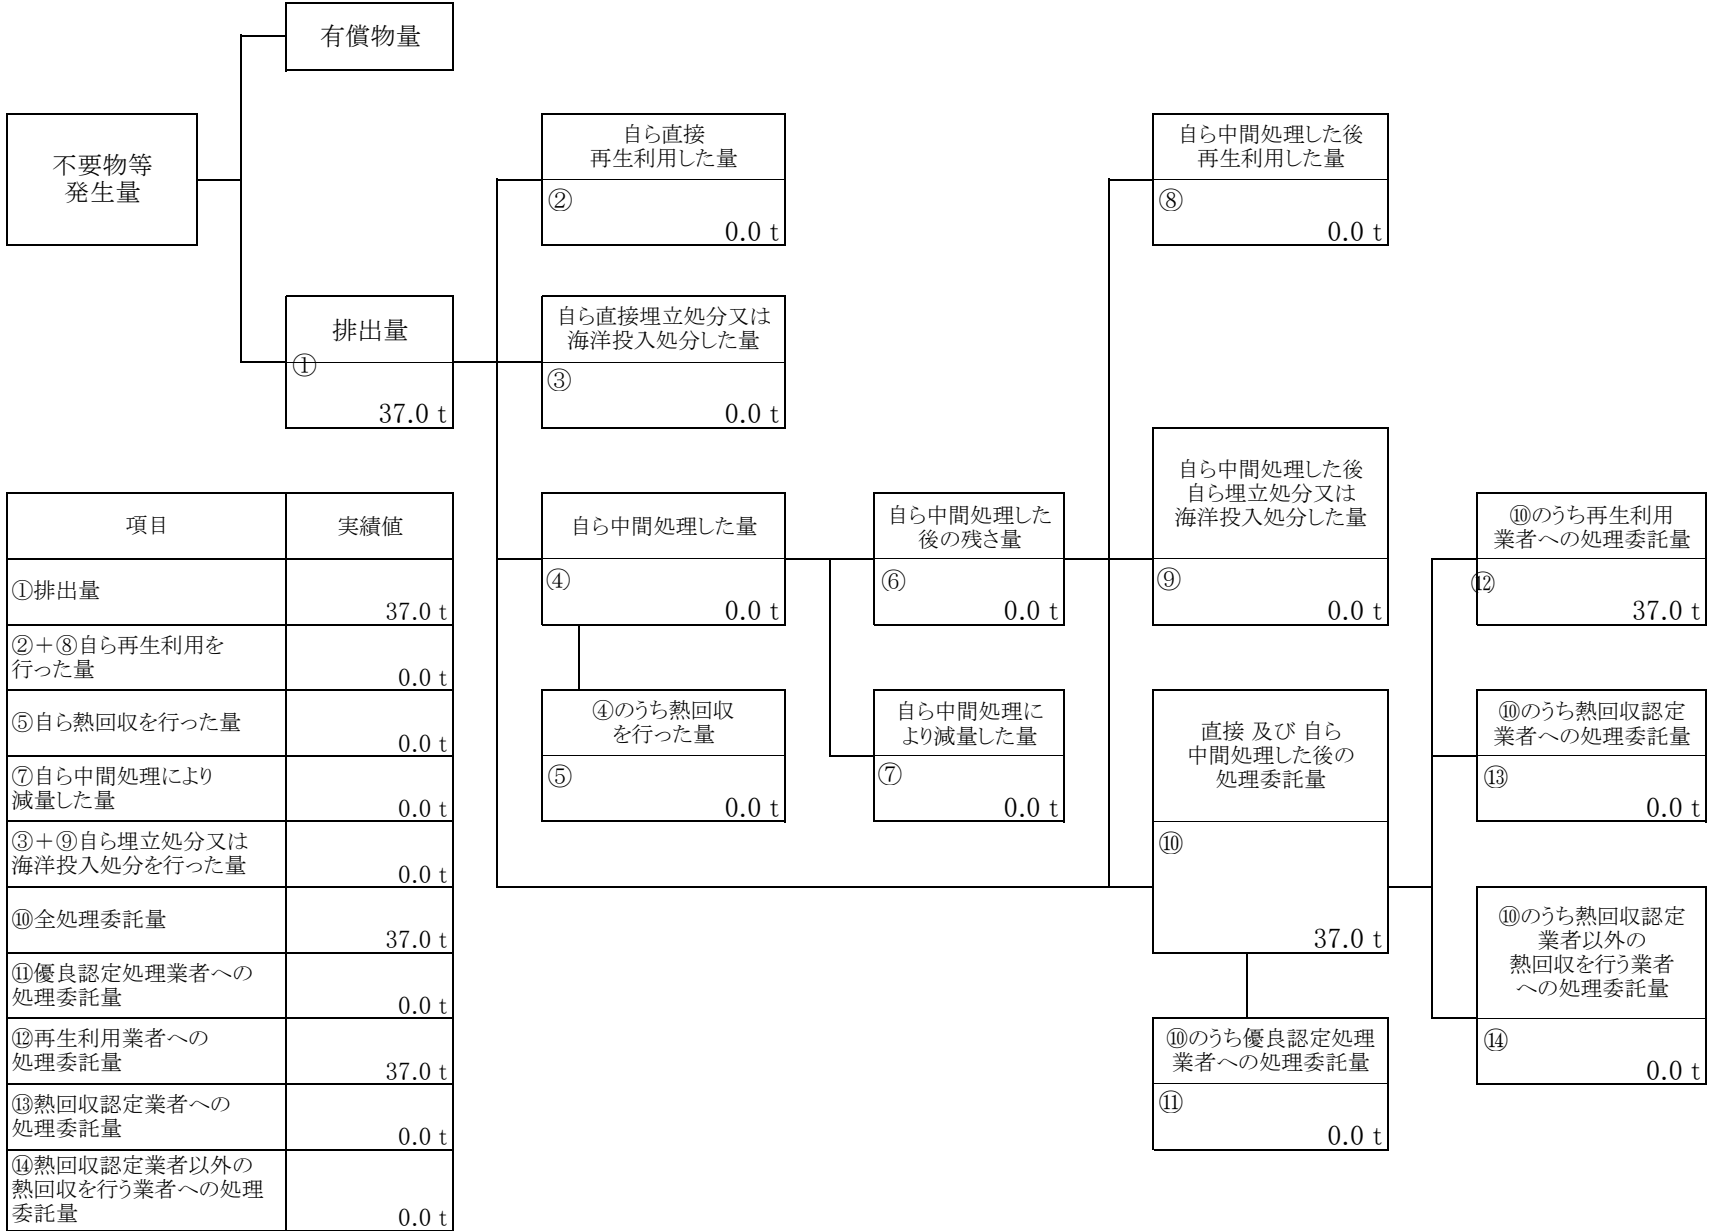 有償物量
不要物等
発生量
自ら直接
再生利用した量
②
0.0 t
自ら中間処理した後
再生利用した量
⑧
0.0 t
排出量
①
37.0 t
自ら直接埋立処分又は
海洋投入処分した量
③
0.0 t
自ら中間処理した量
④
0.0 t
自ら中間処理した
後の残さ量
⑥
0.0 t
自ら中間処理した後
自ら埋立処分又は
海洋投入処分した量
⑨
0.0 t
⑩のうち再生利用
業者への処理委託量
⑫
37.0 t
④のうち熱回収
を行った量
⑤
0.0 t
自ら中間処理に
より減量した量
⑦
0.0 t
直接 及び 自ら
中間処理した後の
処理委託量
⑩
37.0 t
⑩のうち熱回収認定
業者への処理委託量
⑬
0.0 t
⑩のうち熱回収認定
業者以外の
熱回収を行う業者
への処理委託量
⑭
0.0 t
⑩のうち優良認定処理
業者への処理委託量
⑪
0.0 t
項目 実績値
①排出量
37.0 t
②＋⑧自ら再生利用を
行った量
0.0 t
⑤自ら熱回収を行った量
0.0 t
⑦自ら中間処理により
減量した量
0.0 t
③＋⑨自ら埋立処分又は
海洋投入処分を行った量
0.0 t
⑩全処理委託量
37.0 t
⑪優良認定処理業者への
処理委託量
0.0 t
⑫再生利用業者への
処理委託量
37.0 t
⑬熱回収認定業者への
処理委託量
0.0 t
⑭熱回収認定業者以外の
熱回収を行う業者への処理
委託量
0.0 t